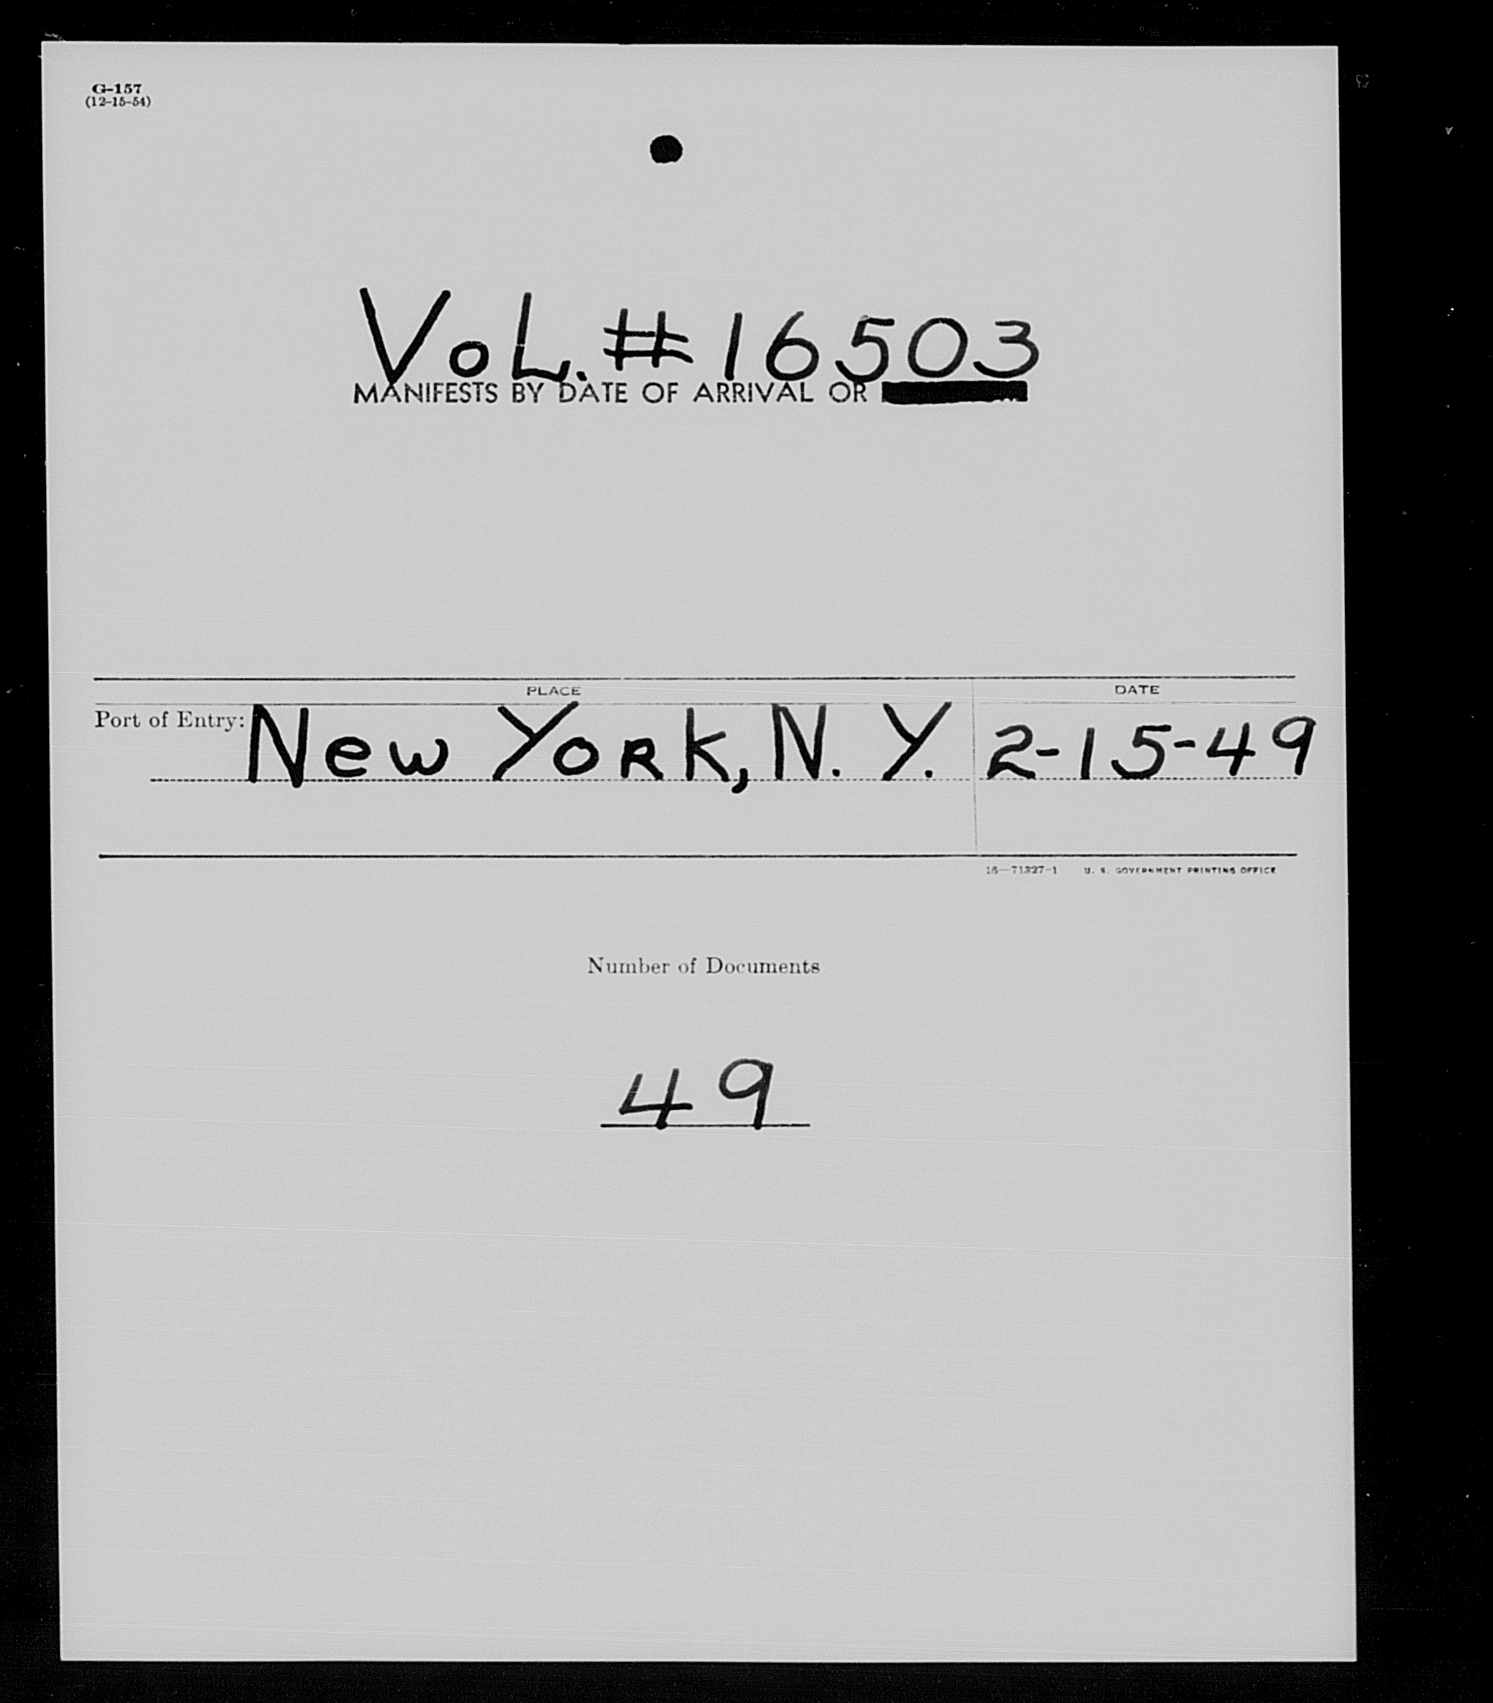 G-157
(12-15-54)
VoL. #16503
MANIFESTS BY DATE OF ARRIVAL OR
PLACE DATE
Port of Entry: New York, N. Y. 2-15-49
16—71327-1 U. S. GOVERNMENT PRINTING OFFICE
Number of Documents
49